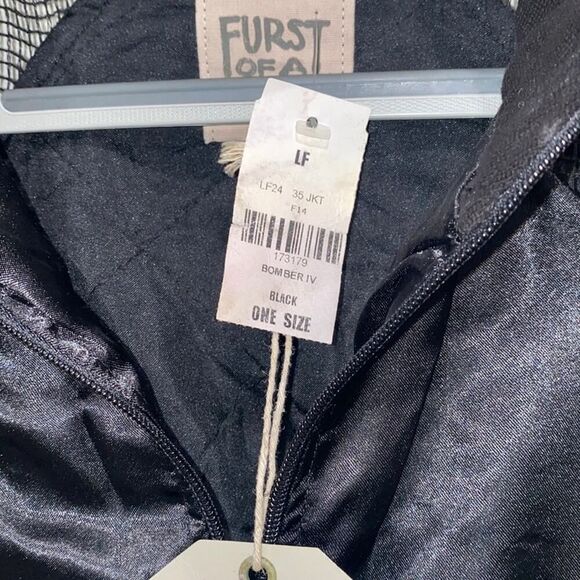 FURST
OF A
LF
LF24 35 JKT
F14
173179
BOMBER IV
BLACK
ONE SIZE